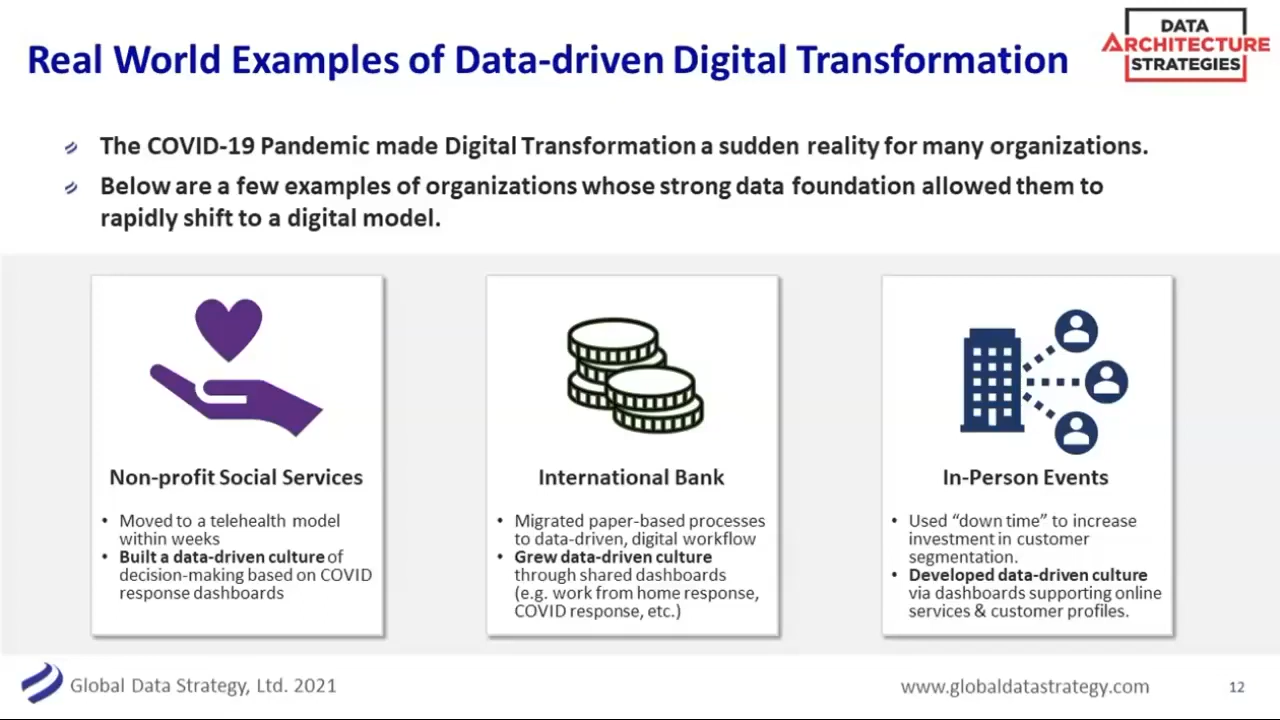 Real World Examples of Data-driven Digital Transformation
DATA
ARCHITECTURE
STRATEGIES
The COVID-19 Pandemic made Digital Transformation a sudden reality for many organizations.
Below are a few examples of organizations whose strong data foundation allowed them to
rapidly shift to a digital model.
Non-profit Social Services
• Moved to a telehealth model
within weeks
• Built a data-driven culture of
decision-making based on COVID
response dashboards
International Bank
• Migrated paper-based processes
to data-driven, digital workflow
• Grew data-driven culture
through shared dashboards
(e.g. work from home response,
COVID response, etc.)
In-Person Events
• Used “down time” to increase
investment in customer
segmentation.
• Developed data-driven culture
via dashboards supporting online
services & customer profiles.
Global Data Strategy, Ltd. 2021
www.globaldatastrategy.com
12